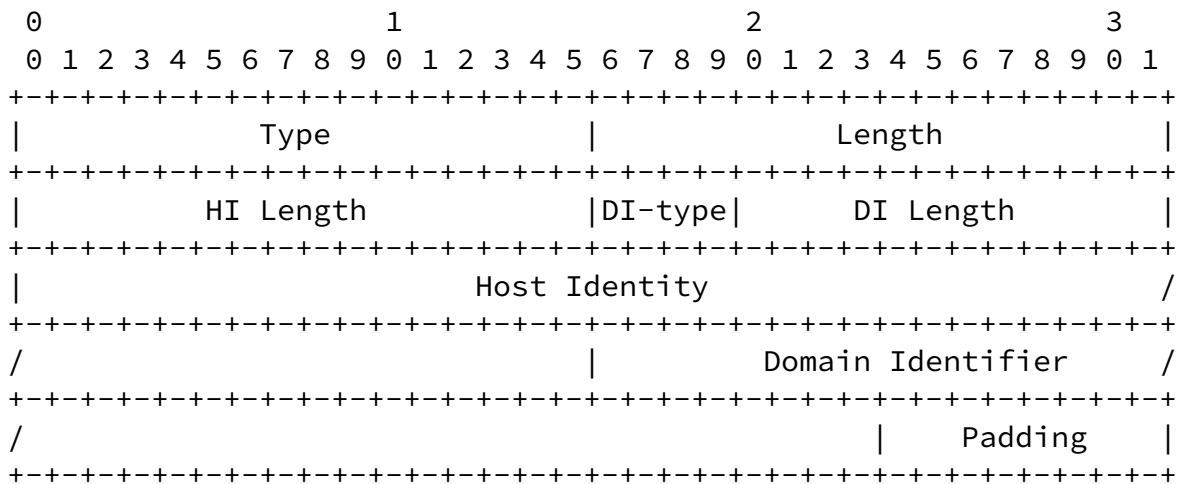 0                   1                   2                   3
 0 1 2 3 4 5 6 7 8 9 0 1 2 3 4 5 6 7 8 9 0 1 2 3 4 5 6 7 8 9 0 1
+-+-+-+-+-+-+-+-+-+-+-+-+-+-+-+-+-+-+-+-+-+-+-+-+-+-+-+-+-+-+-+-+
|             Type              |             Length            |
+-+-+-+-+-+-+-+-+-+-+-+-+-+-+-+-+-+-+-+-+-+-+-+-+-+-+-+-+-+-+-+-+
|          HI Length            |DI-type|      DI Length        |
+-+-+-+-+-+-+-+-+-+-+-+-+-+-+-+-+-+-+-+-+-+-+-+-+-+-+-+-+-+-+-+-+
|                         Host Identity                         /
+-+-+-+-+-+-+-+-+-+-+-+-+-+-+-+-+-+-+-+-+-+-+-+-+-+-+-+-+-+-+-+-+
/                               |         Domain Identifier     /
+-+-+-+-+-+-+-+-+-+-+-+-+-+-+-+-+-+-+-+-+-+-+-+-+-+-+-+-+-+-+-+-+
/                                               |    Padding    |
+-+-+-+-+-+-+-+-+-+-+-+-+-+-+-+-+-+-+-+-+-+-+-+-+-+-+-+-+-+-+-+-+